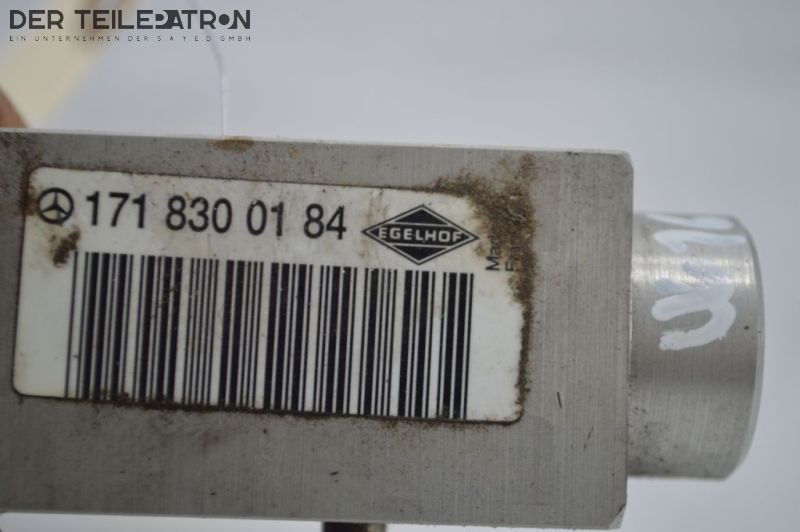 DER TEILEPATRON
EIN UNTERNEHMEN DER S A Y E D GMBH
171 830 01 84
EGELHOF